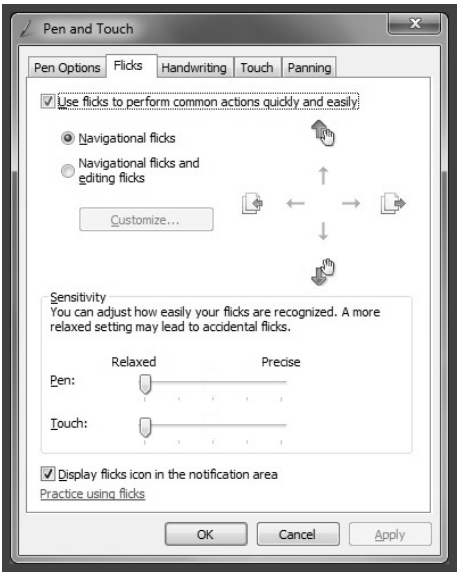 Pen and Touch
Pen Options Flicks Handwriting Touch Panning
Use flicks to perform common actions quickly and easily
Navigational flicks
Navigational flicks and
editing flicks
Customize...
Sensitivity
You can adjust how easily your flicks are recognized. A more
relaxed setting may lead to accidental flicks.
Relaxed Precise
Pen:
Touch:
Display flicks icon in the notification area
Practice using flicks
OK Cancel Apply